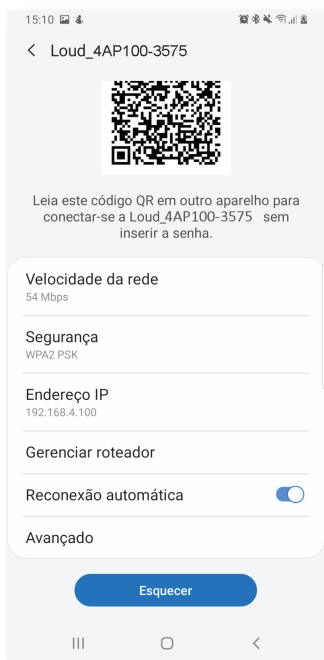 15:10
Loud_4AP100-3575
Leia este código QR em outro aparelho para
conectar-se a Loud_4AP100-3575 sem
inserir a senha.
Velocidade da rede
54 Mbps
Segurança
WPA2 PSK
Endereço IP
192.168.4.100
Gerenciar roteador
Reconexão automática
Avançado
Esquecer